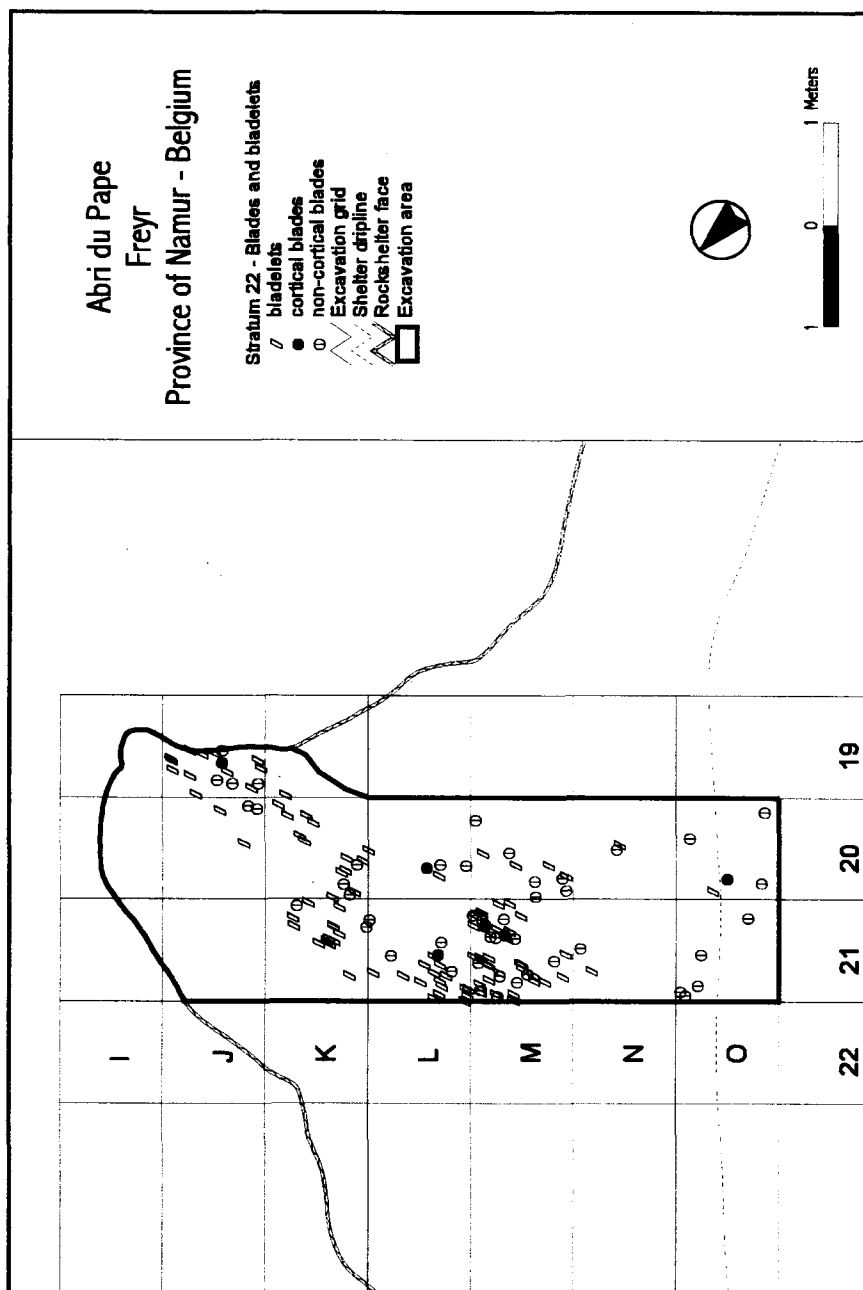 Abri du Pape
Freyr
Province of Namur - Belgium
Stratum 22 - Blades and bladelets
bladelets
cortical blades
non-cortical blades
Excavation grid
Shelter dripline
Rockshelter face
Excavation area
1 0 1 Meters
I
J
K
L
M
N
O
22 21 20 19